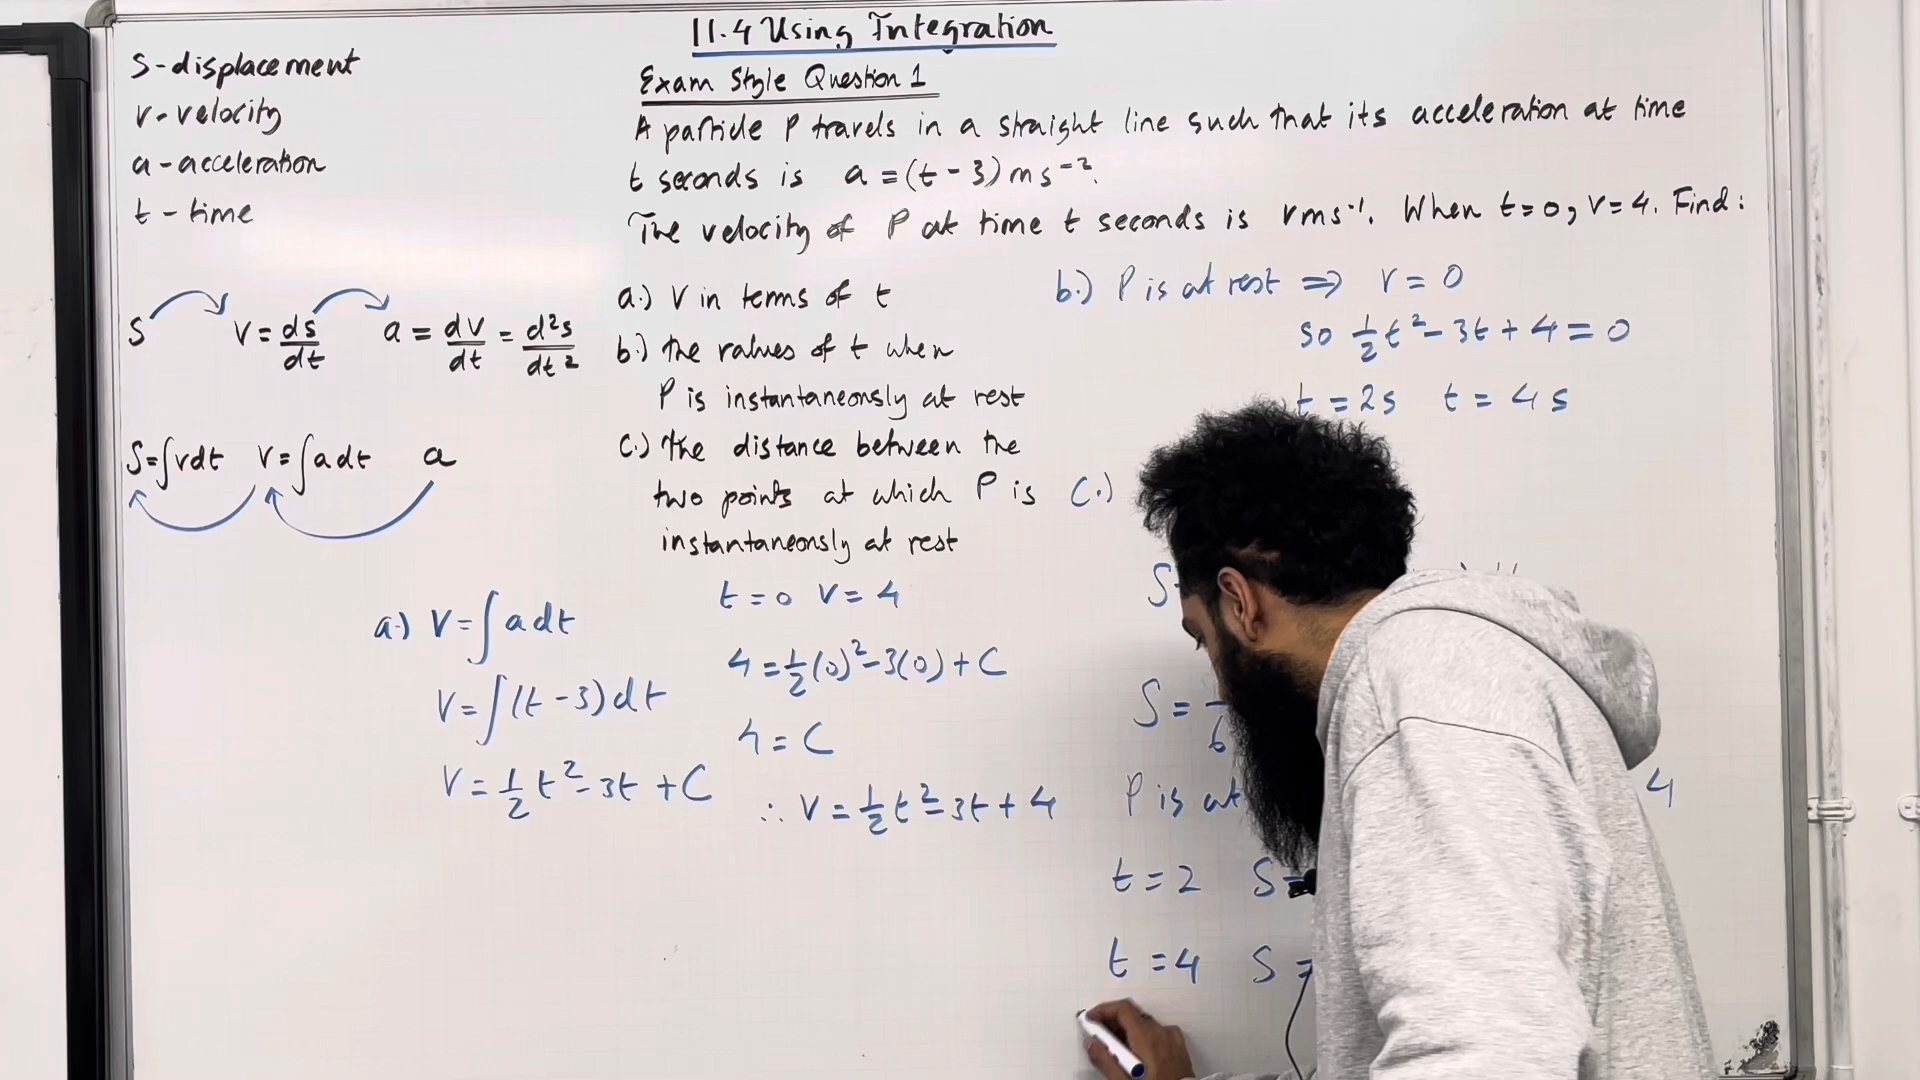 11.4 Using Integration
S-displacement
v-velocity
a-acceleration
t-time
S
V = ds/dt
a = dv/dt = d²s/dt²
S=∫vdt V=∫adt a
Exam Style Question 1
A particle P travels in a straight line such that its acceleration at time
t seconds is a = (t - 3) ms⁻².
The velocity of P at time t seconds is vms⁻¹. When t=0, V=4. Find:
a.) V in terms of t
b.) the values of t when
P is instantaneously at rest
c.) the distance between the
two points at which P is
instantaneously at rest
a.) V=∫adt
V=∫(t-3)dt
V=½t²-3t+C
t=0 V=4
4=½(0)²-3(0)+C
4=C
∴ V=½t²-3t+4
b.) P is at rest ⇒ V=0
so ½t²-3t+4=0
t=2s t=4s
C.)
S=
S=
6
P is at
4
t=2 S=
t=4 S=